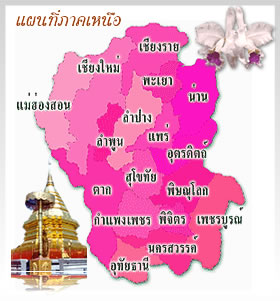 แผนที่ภาคเหนือ
เชียงราย
เชียงใหม่
พะเยา
น่าน
แม่ฮ่องสอน
ลำปาง
ลำพูน
แพร่
อุตรดิตถ์
สุโขทัย
ตาก
พิษณุโลก
กำแพงเพชร
พิจิตร
เพชรบูรณ์
นครสวรรค์
อุทัยธานี